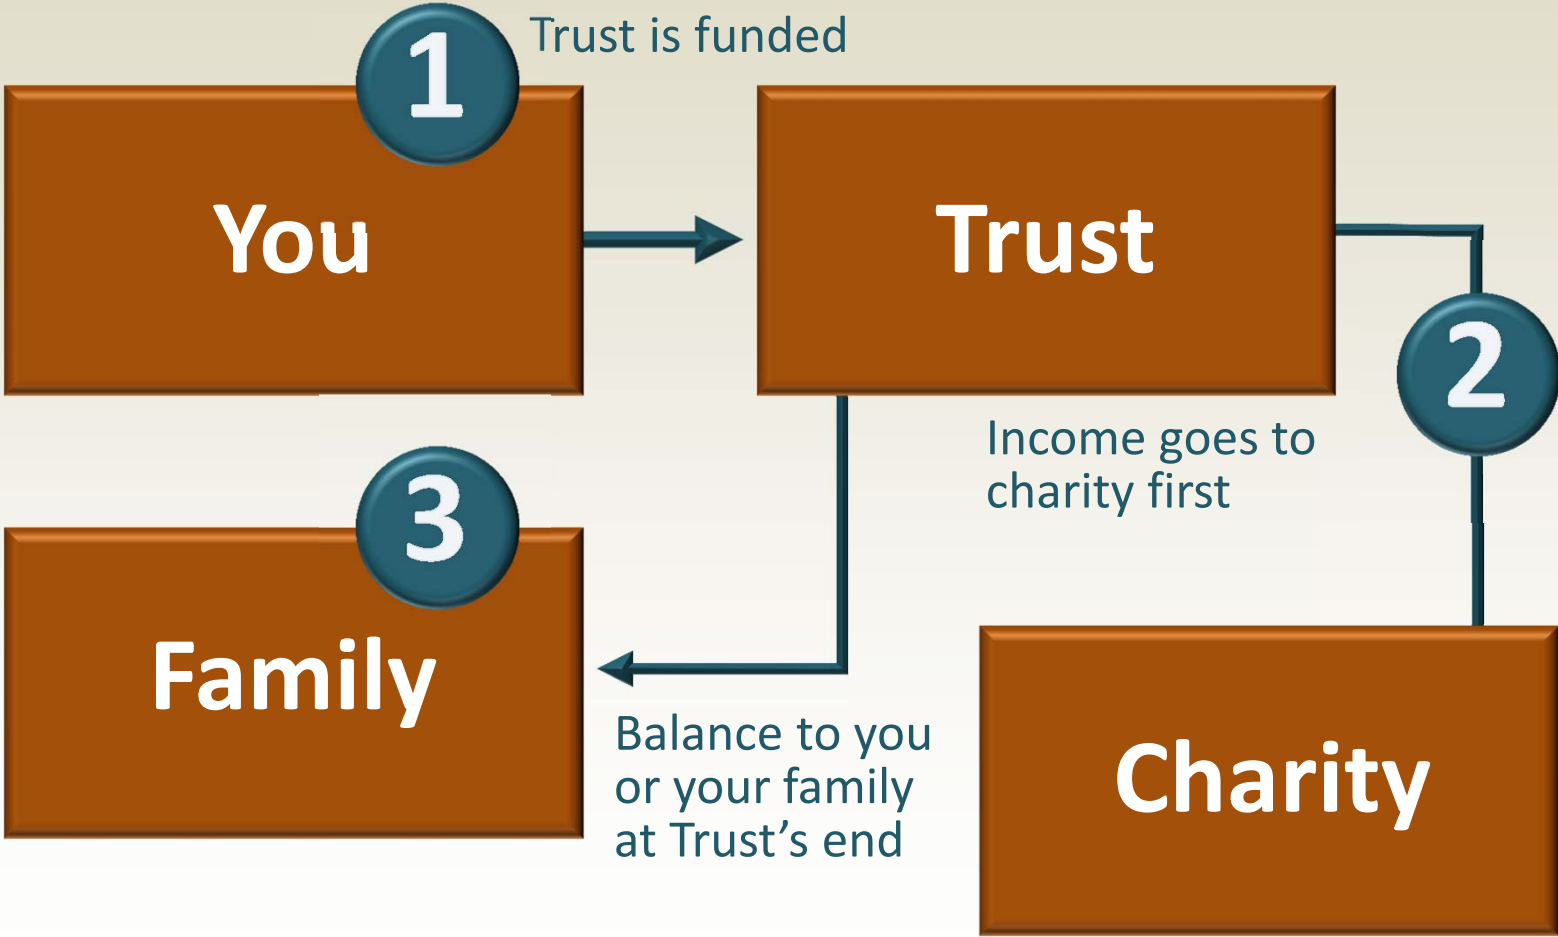 1
Trust is funded
You
Trust
2
Income goes to
charity first
3
Family
Balance to you
or your family
at Trust’s end
Charity